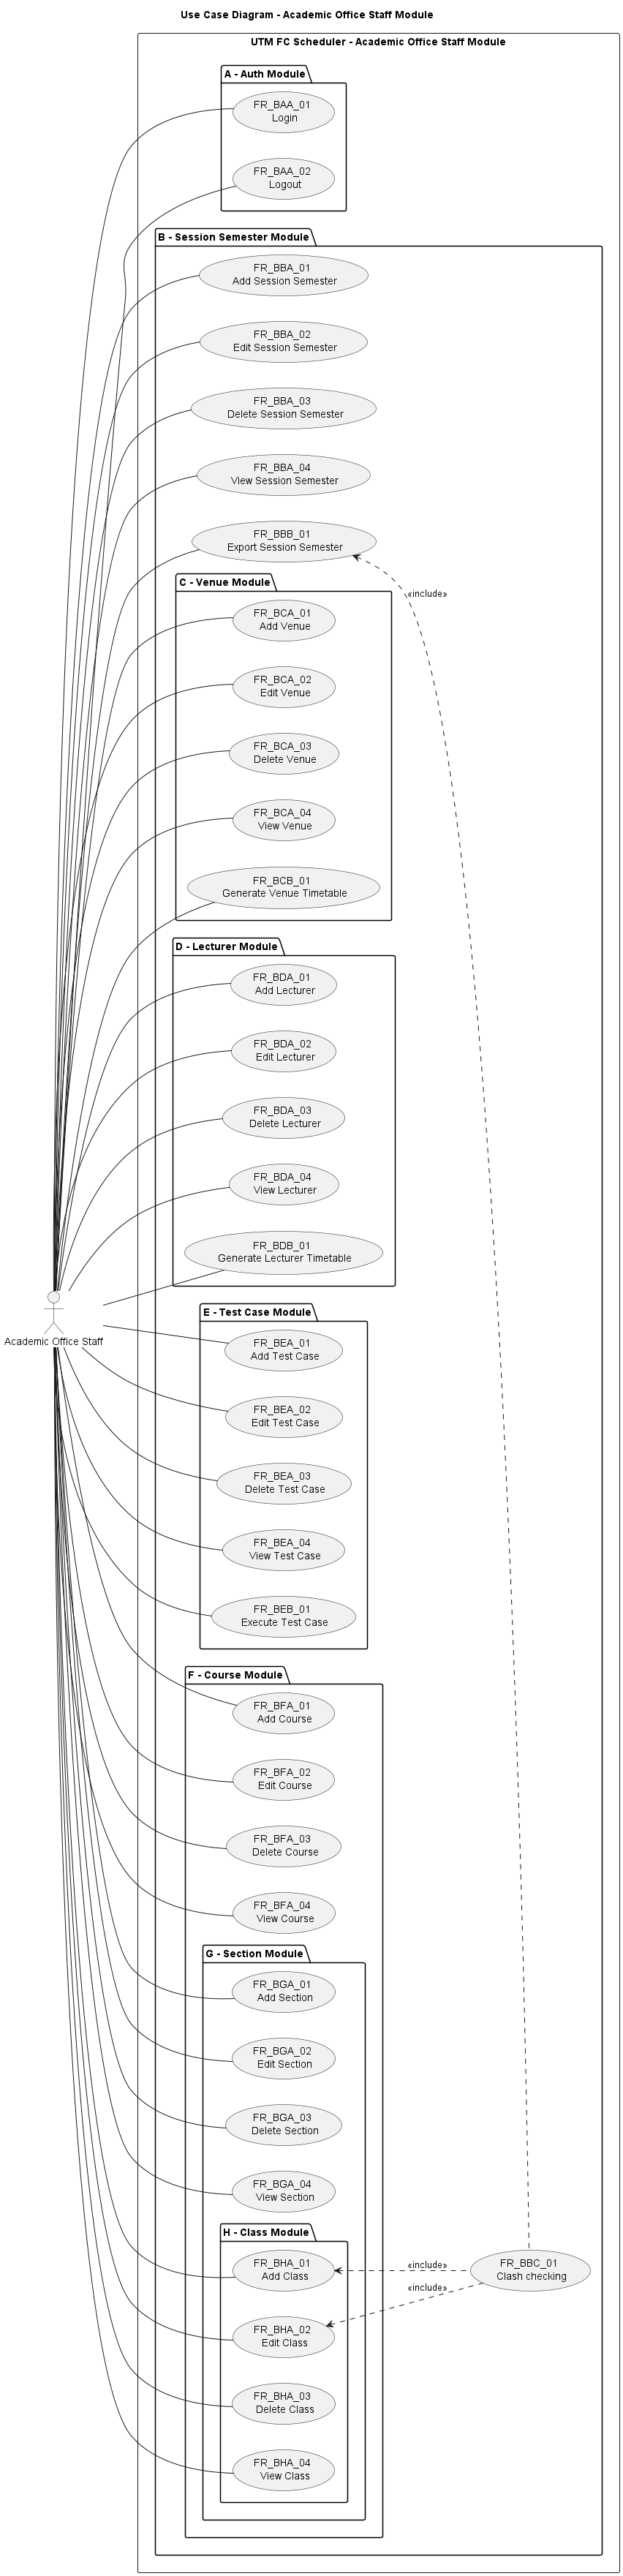 Use Case Diagram - Academic Office Staff Module
UTM FC Scheduler - Academic Office Staff Module
A - Auth Module
FR_BAA_01
Login
FR_BAA_02
Logout
B - Session Semester Module
FR_BBA_01
Add Session Semester
FR_BBA_02
Edit Session Semester
FR_BBA_03
Delete Session Semester
FR_BBA_04
View Session Semester
FR_BBB_01
Export Session Semester
C - Venue Module
«include»
FR_BCA_01
Add Venue
FR_BCA_02
Edit Venue
FR_BCA_03
Delete Venue
FR_BCA_04
View Venue
FR_BCB_01
Generate Venue Timetable
D - Lecturer Module
FR_BDA_01
Add Lecturer
FR_BDA_02
Edit Lecturer
FR_BDA_03
Delete Lecturer
FR_BDA_04
View Lecturer
FR_BDB_01
Generate Lecturer Timetable
Academic Office Staff
E - Test Case Module
FR_BEA_01
Add Test Case
FR_BEA_02
Edit Test Case
FR_BEA_03
Delete Test Case
FR_BEA_04
View Test Case
FR_BEB_01
Execute Test Case
F - Course Module
FR_BFA_01
Add Course
FR_BFA_02
Edit Course
FR_BFA_03
Delete Course
FR_BFA_04
View Course
G - Section Module
FR_BGA_01
Add Section
FR_BGA_02
Edit Section
FR_BGA_03
Delete Section
FR_BGA_04
View Section
H - Class Module
FR_BHA_01
Add Class
«include»
FR_BBC_01
Clash checking
«include»
FR_BHA_02
Edit Class
FR_BHA_03
Delete Class
FR_BHA_04
View Class